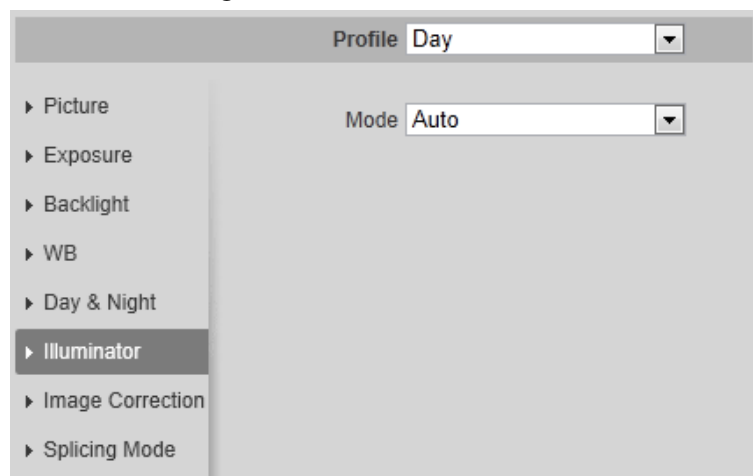 Profile Day
Picture
Mode Auto
Exposure
Backlight
WB
Day & Night
Illuminator
Image Correction
Splicing Mode